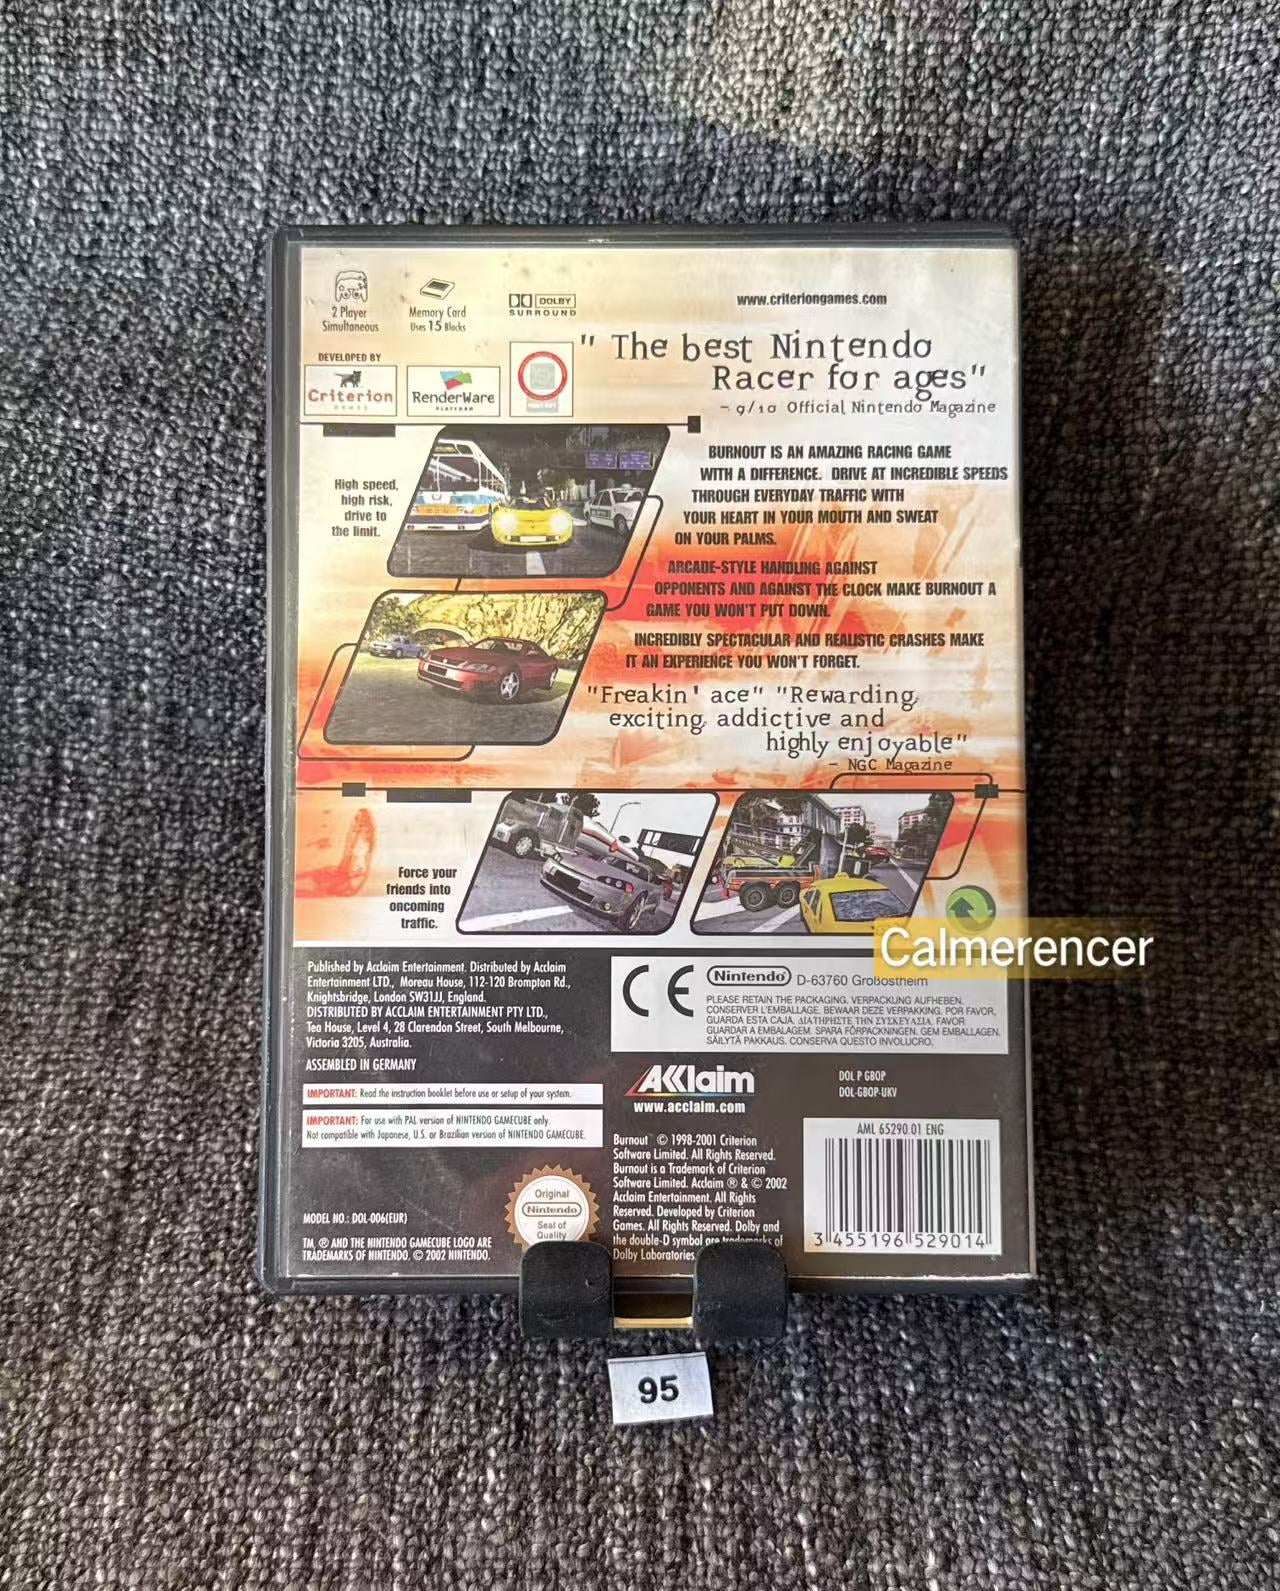 2 Player
Simultaneous
Memory Card
Uses 15 Blocks
DOLBY
SURROUND
www.criteriongames.com
" The best Nintendo
Racer for ages"
- 9/10 Official Nintendo Magazine
DEVELOPED BY
Criterion
GAMES
RenderWare
PLATFORM
High speed,
high risk,
drive to
the limit.
BURNOUT IS AN AMAZING RACING GAME
WITH A DIFFERENCE. DRIVE AT INCREDIBLE SPEEDS
THROUGH EVERYDAY TRAFFIC WITH
YOUR HEART IN YOUR MOUTH AND SWEAT
ON YOUR PALMS.
ARCADE-STYLE HANDLING AGAINST
OPPONENTS AND AGAINST THE CLOCK MAKE BURNOUT A
GAME YOU WON'T PUT DOWN.
INCREDIBLY SPECTACULAR AND REALISTIC CRASHES MAKE
IT AN EXPERIENCE YOU WON'T FORGET.
"Freakin' ace" "Rewarding,
exciting, addictive and
highly enjoyable"
- NGC Magazine
Force your
friends into
oncoming
traffic.
Calmerencer
Published by Acclaim Entertainment. Distributed by Acclaim
Entertainment LTD., Moreau House, 112-120 Brompton Rd.,
Knightsbridge, London SW31JJ, England.
DISTRIBUTED BY ACCLAIM ENTERTAINMENT PTY LTD.,
Tea House, Level 4, 28 Clarendon Street, South Melbourne,
Victoria 3205, Australia.
ASSEMBLED IN GERMANY
IMPORTANT: Read the instruction booklet before use or setup of your system.
IMPORTANT: For use with PAL version of NINTENDO GAMECUBE only.
Not compatible with Japanese, U.S. or Brazilian version of NINTENDO GAMECUBE.
MODEL NO.: DOL-006(EUR)
TM, ® AND THE NINTENDO GAMECUBE LOGO ARE
TRADEMARKS OF NINTENDO. © 2002 NINTENDO.
Original
Nintendo
Seal of
Quality
CE
Nintendo D-63760 Großostheim
PLEASE RETAIN THE PACKAGING. VERPACKUNG AUFHEBEN.
CONSERVER L'EMBALLAGE. BEWAAR DEZE VERPAKKING. POR FAVOR,
GUARDA ESTA CAJA. ΔΙΑΤΗΡΗΣΤΕ ΤΗΝ ΣΥΣΚΕΥΑΣΙΑ. FAVOR
GUARDAR A EMBALAGEM. SPARA FÖRPACKNINGEN. GEM EMBALLAGEN.
SÄILYTÄ PAKKAUS. CONSERVA QUESTO INVOLUCRO.
AKlaim
www.acclaim.com
DOL P GBOP
DOL-GBOP-UKV
Burnout™ © 1998-2001 Criterion
Software Limited. All Rights Reserved.
Burnout is a Trademark of Criterion
Software Limited. Acclaim ® & © 2002
Acclaim Entertainment. All Rights
Reserved. Developed by Criterion
Games. All Rights Reserved. Dolby and
the double-D symbol are trademarks of
Dolby Laboratories.
AML 65290.01 ENG
3 455196 529014
95